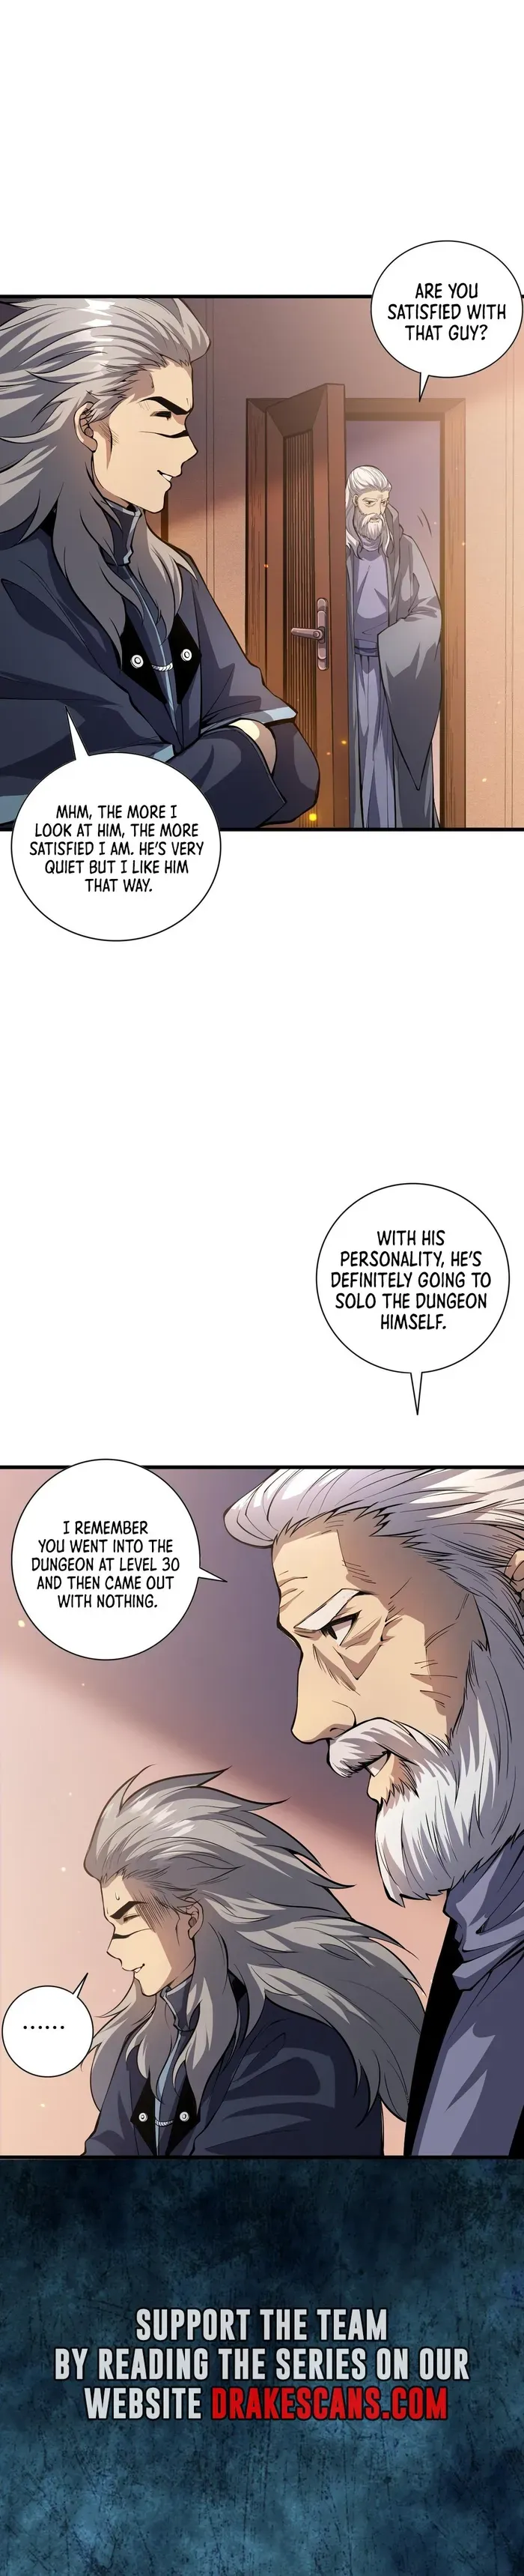 ARE YOU
SATISFIED WITH
THAT GUY?
MHM, THE MORE I
LOOK AT HIM, THE MORE
SATISFIED I AM. HE'S VERY
QUIET BUT I LIKE HIM
THAT WAY.
WITH HIS
PERSONALITY, HE'S
DEFINITELY GOING TO
SOLO THE DUNGEON
HIMSELF.
I REMEMBER
YOU WENT INTO THE
DUNGEON AT LEVEL 30
AND THEN CAME OUT
WITH NOTHING.
......
SUPPORT THE TEAM
BY READING THE SERIES ON OUR
WEBSITE DRAKESCANS.COM